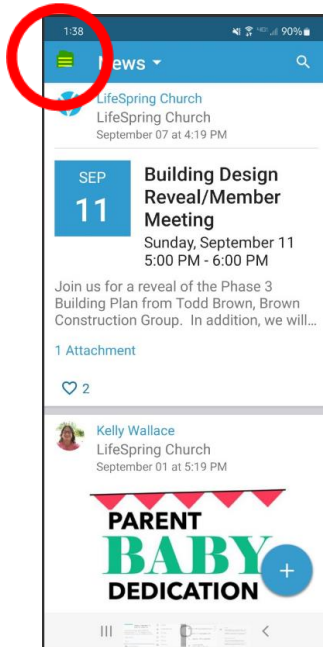 1:38
90%
News
LifeSpring Church
LifeSpring Church
September 07 at 4:19 PM
SEP
11
Building Design
Reveal/Member
Meeting
Sunday, September 11
5:00 PM - 6:00 PM
Join us for a reveal of the Phase 3
Building Plan from Todd Brown, Brown
Construction Group. In addition, we will...
1 Attachment
2
Kelly Wallace
LifeSpring Church
September 01 at 5:19 PM
PARENT
BABY
DEDICATION
+